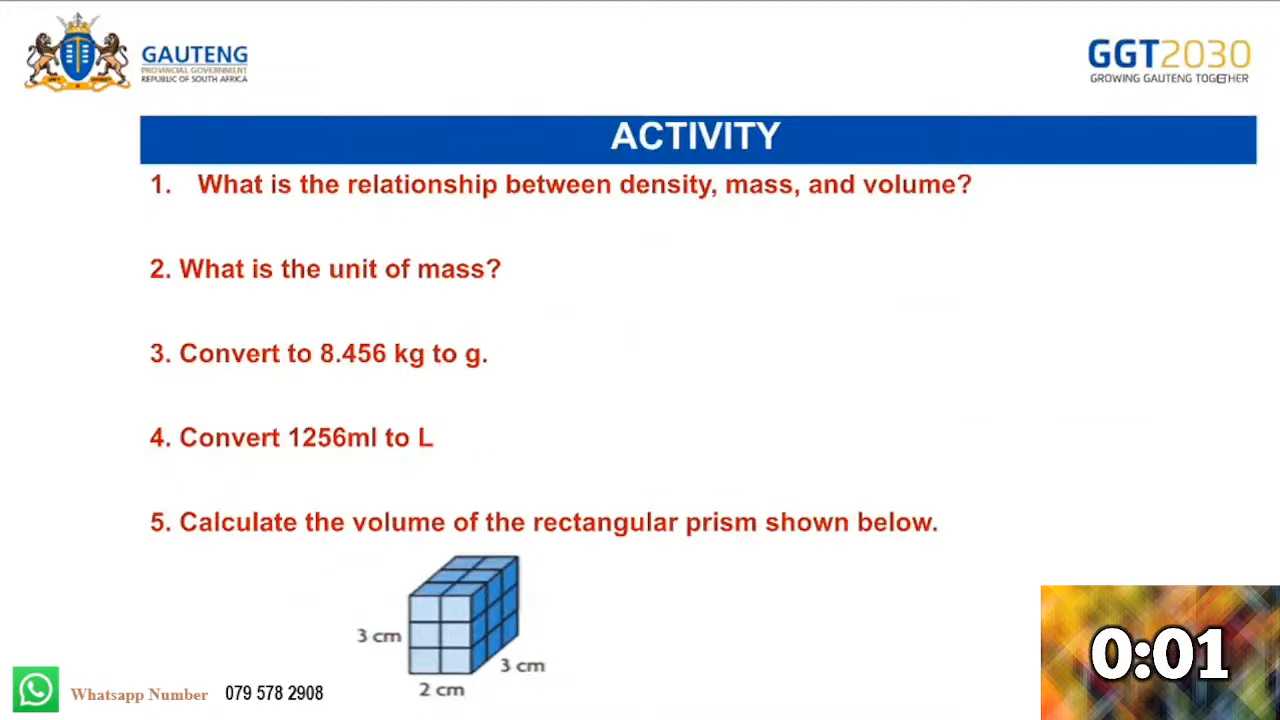 GAUTENG
PROVINCIAL GOVERNMENT
REPUBLIC OF SOUTH AFRICA
GGT2030
GROWING GAUTENG TOGETHER
ACTIVITY
1. What is the relationship between density, mass, and volume?
2. What is the unit of mass?
3. Convert to 8.456 kg to g.
4. Convert 1256ml to L
5. Calculate the volume of the rectangular prism shown below.
3 cm
3 cm
2 cm
Whatsapp Number 079 578 2908
0:01